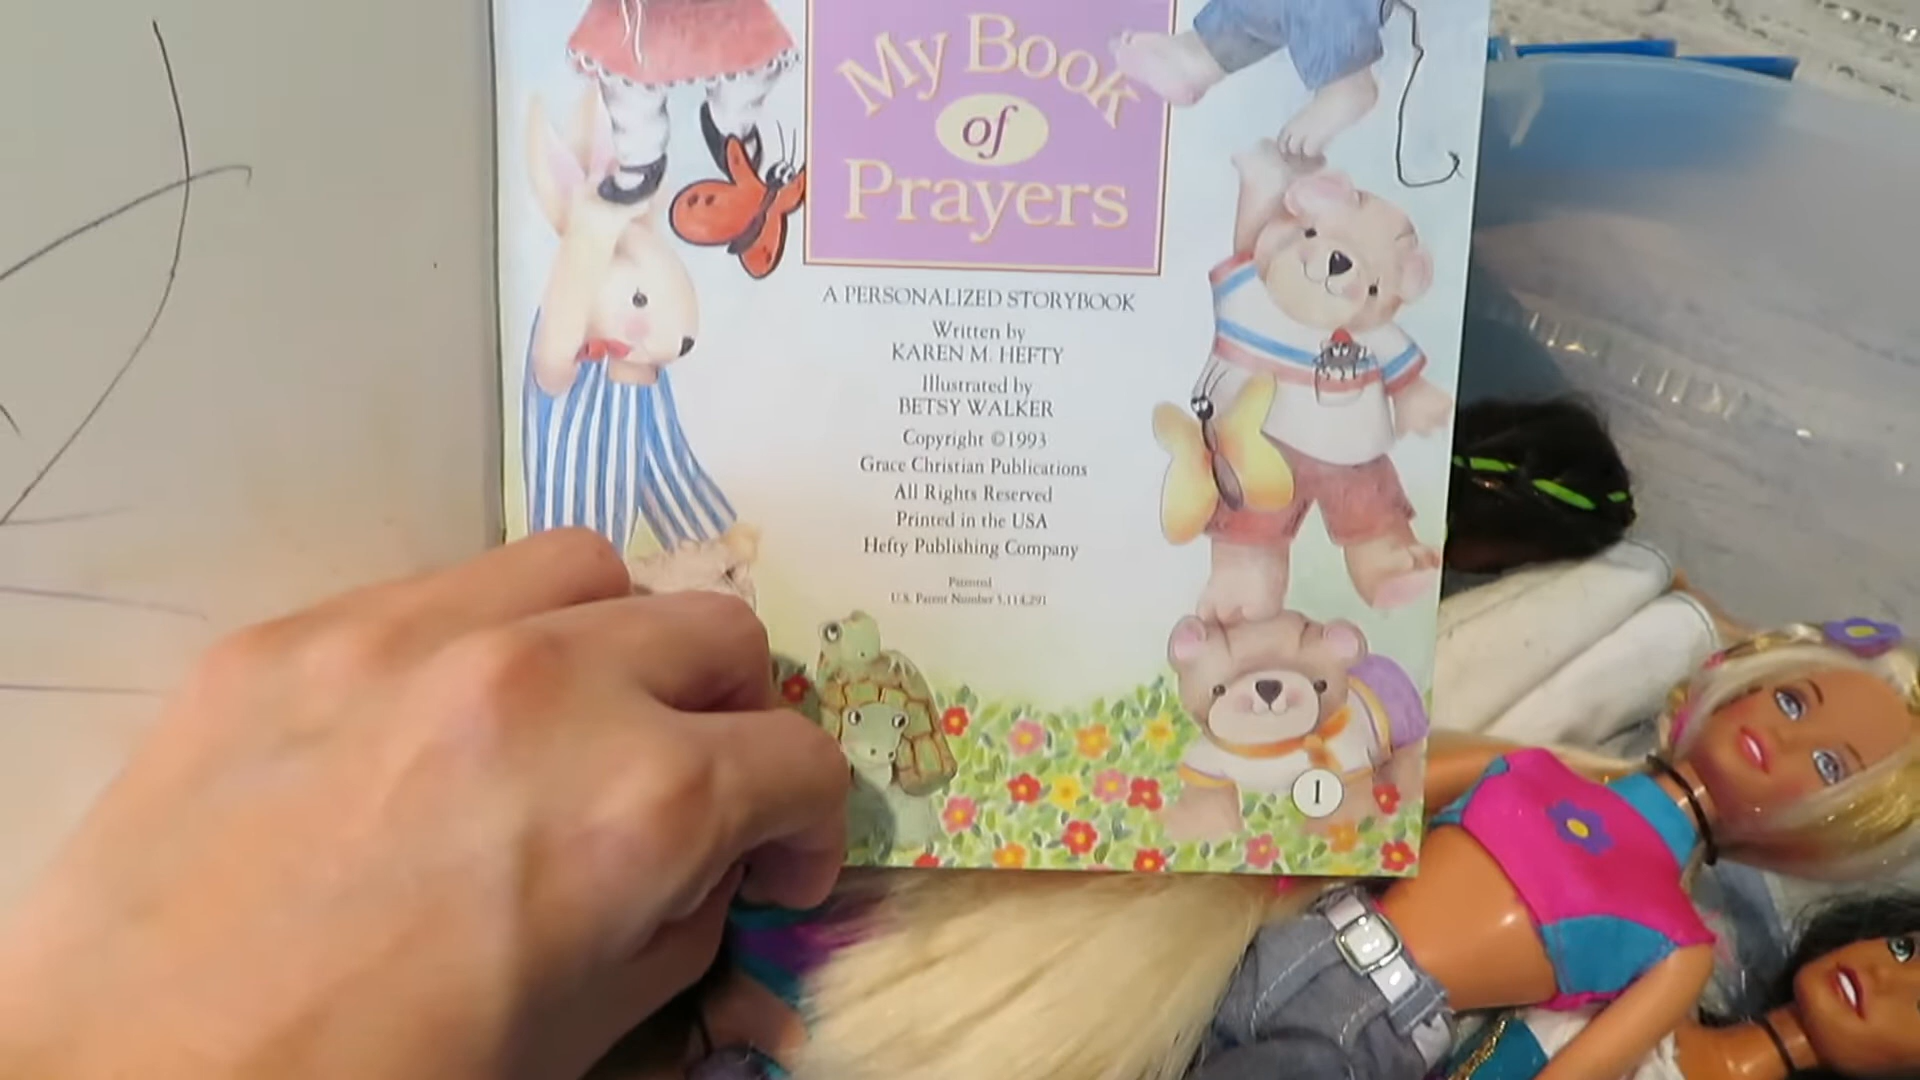 My Book
of
Prayers
A PERSONALIZED STORYBOOK
Written by
KAREN M. HEFTY
Illustrated by
BETSY WALKER
Copyright ©1993
Grace Christian Publications
All Rights Reserved
Printed in the USA
Hefty Publishing Company
Patented
U.S. Patent Number 5,114,291
1